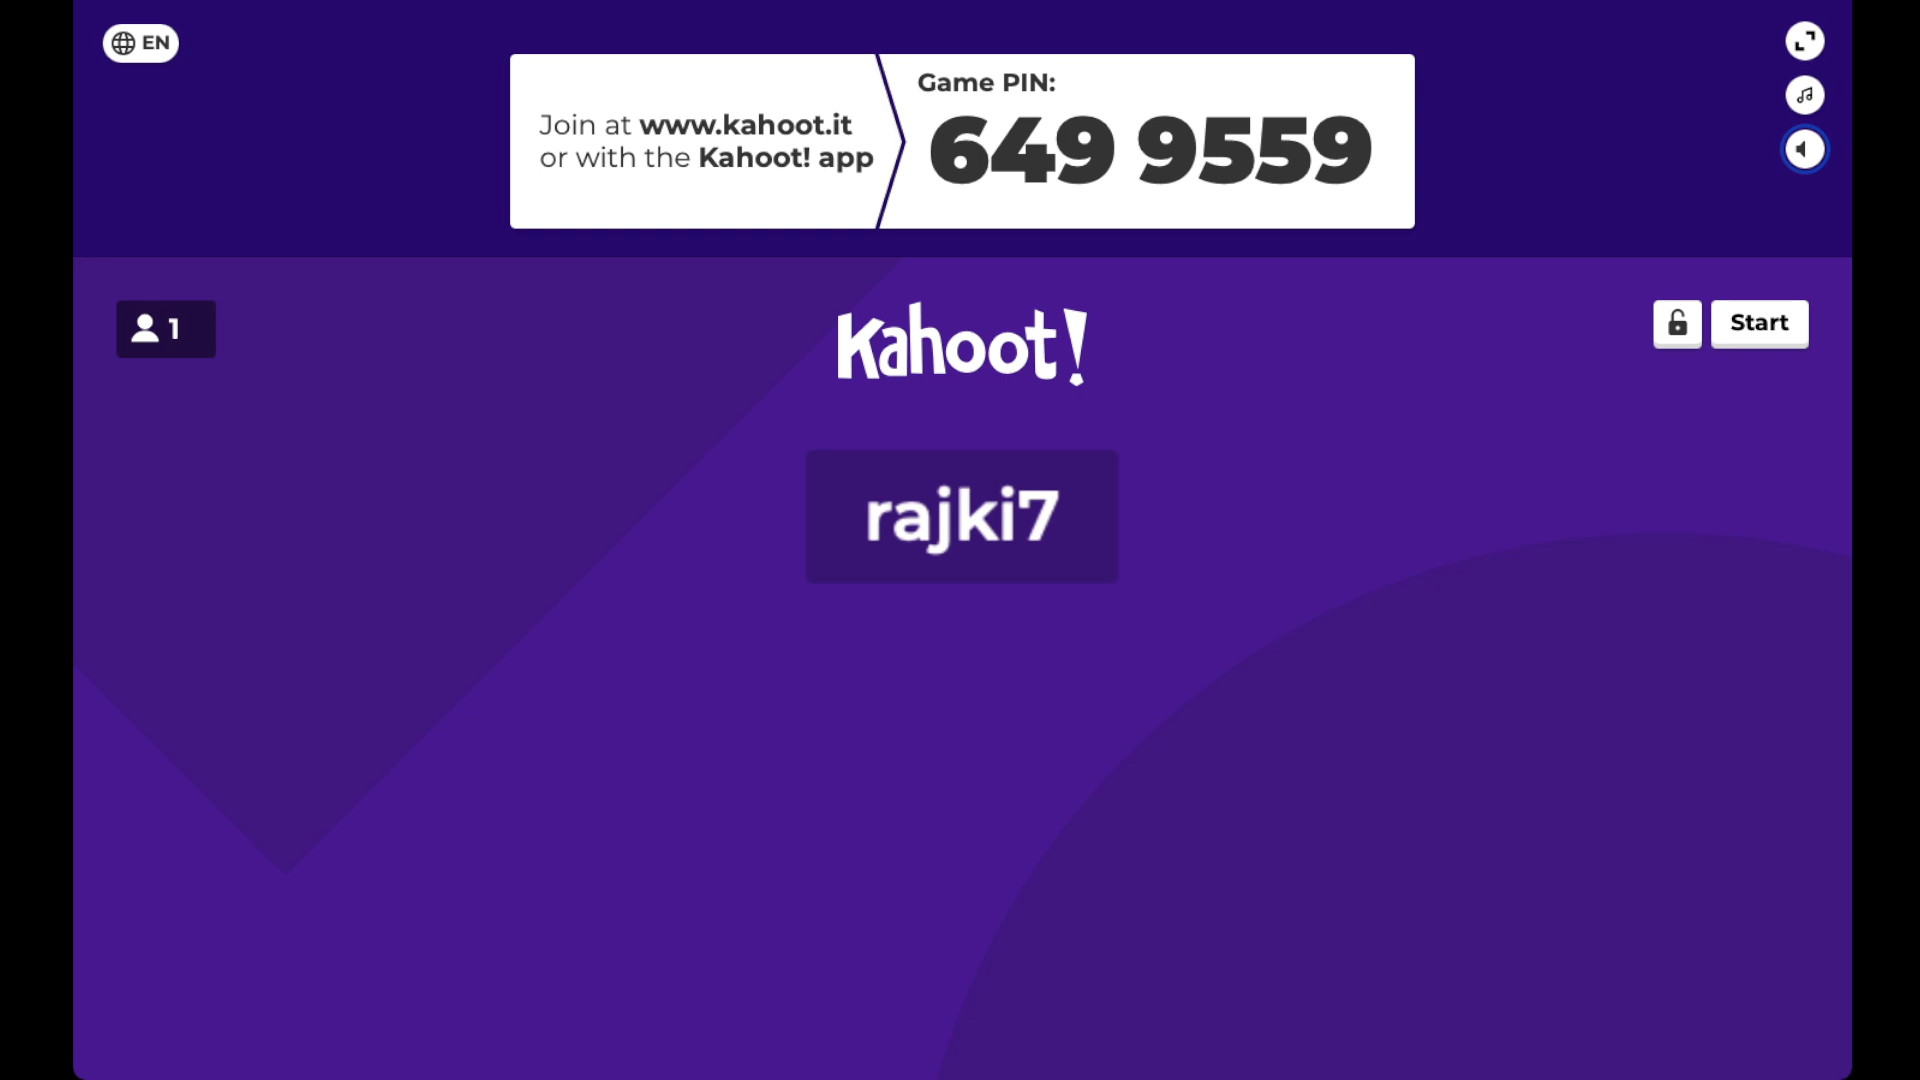 EN
Join at www.kahoot.it
or with the Kahoot! app
Game PIN:
649 9559
1
Kahoot!
Start
rajki7